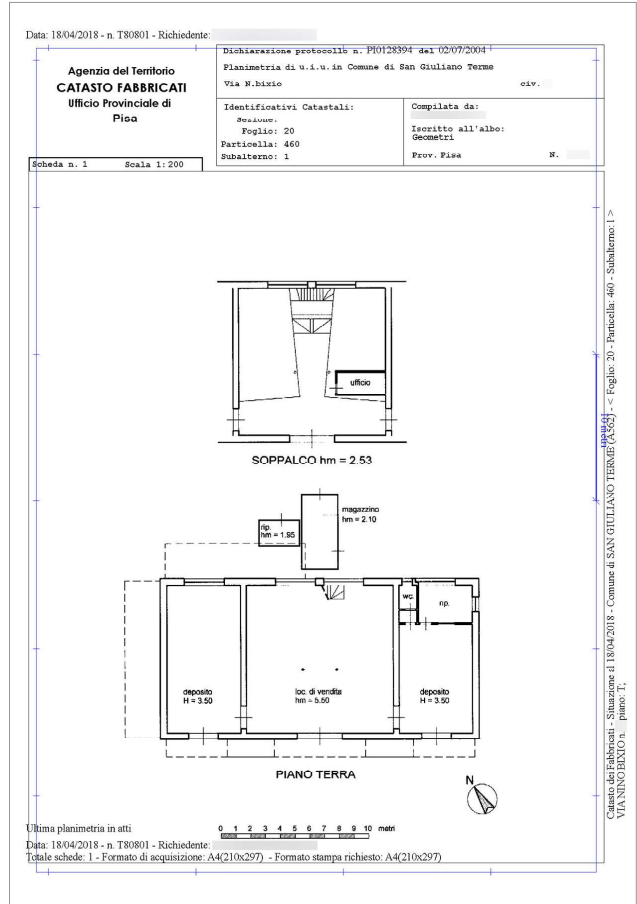 Data: 18/04/2018 - n. T80801 - Richiedente:
Agenzia del Territorio
CATASTO FABBRICATI
Ufficio Provinciale di
Pisa
Dichiarazione protocollo n. PI0128394 del 02/07/2004
Planimetria di u.i.u. in Comune di San Giuliano Terme
Via N.bixio civ.
Identificativi Catastali:
Sezione:
Foglio: 20
Particella: 460
Subalterno: 1
Compilata da:
Iscritto all'albo:
Geometri
Prov. Pisa N.
Scheda n. 1 Scala 1:200
ufficio
SOPPALCO hm = 2.53
magazzino
hm = 2.10
rip.
hm = 1.95
wc.
rip.
deposito
H = 3.50
loc. di vendita
hm = 5.50
deposito
H = 3.50
PIANO TERRA
N
0 1 2 3 4 5 6 7 8 9 10 metri
Ultima planimetria in atti
Data: 18/04/2018 - n. T80801 - Richiedente:
Totale schede: 1 - Formato di acquisizione: A4(210x297) - Formato stampa richiesto: A4(210x297)
10 metri
Catasto dei Fabbricati - Situazione al 18/04/2018 - Comune di SAN GIULIANO TERME (A562) - < Foglio: 20 - Particella: 460 - Subalterno: 1 >
VIA NINO BIXIO n. piano: T;